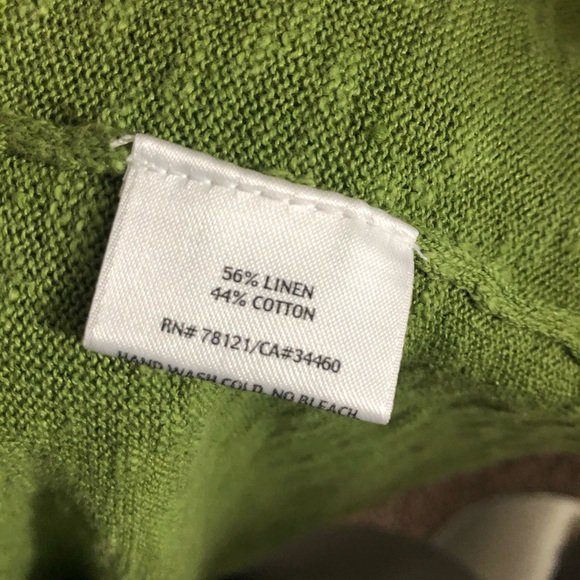 56% LINEN
44% COTTON
RN# 78121/CA#34460
HAND WASH COLD, NO BLEACH